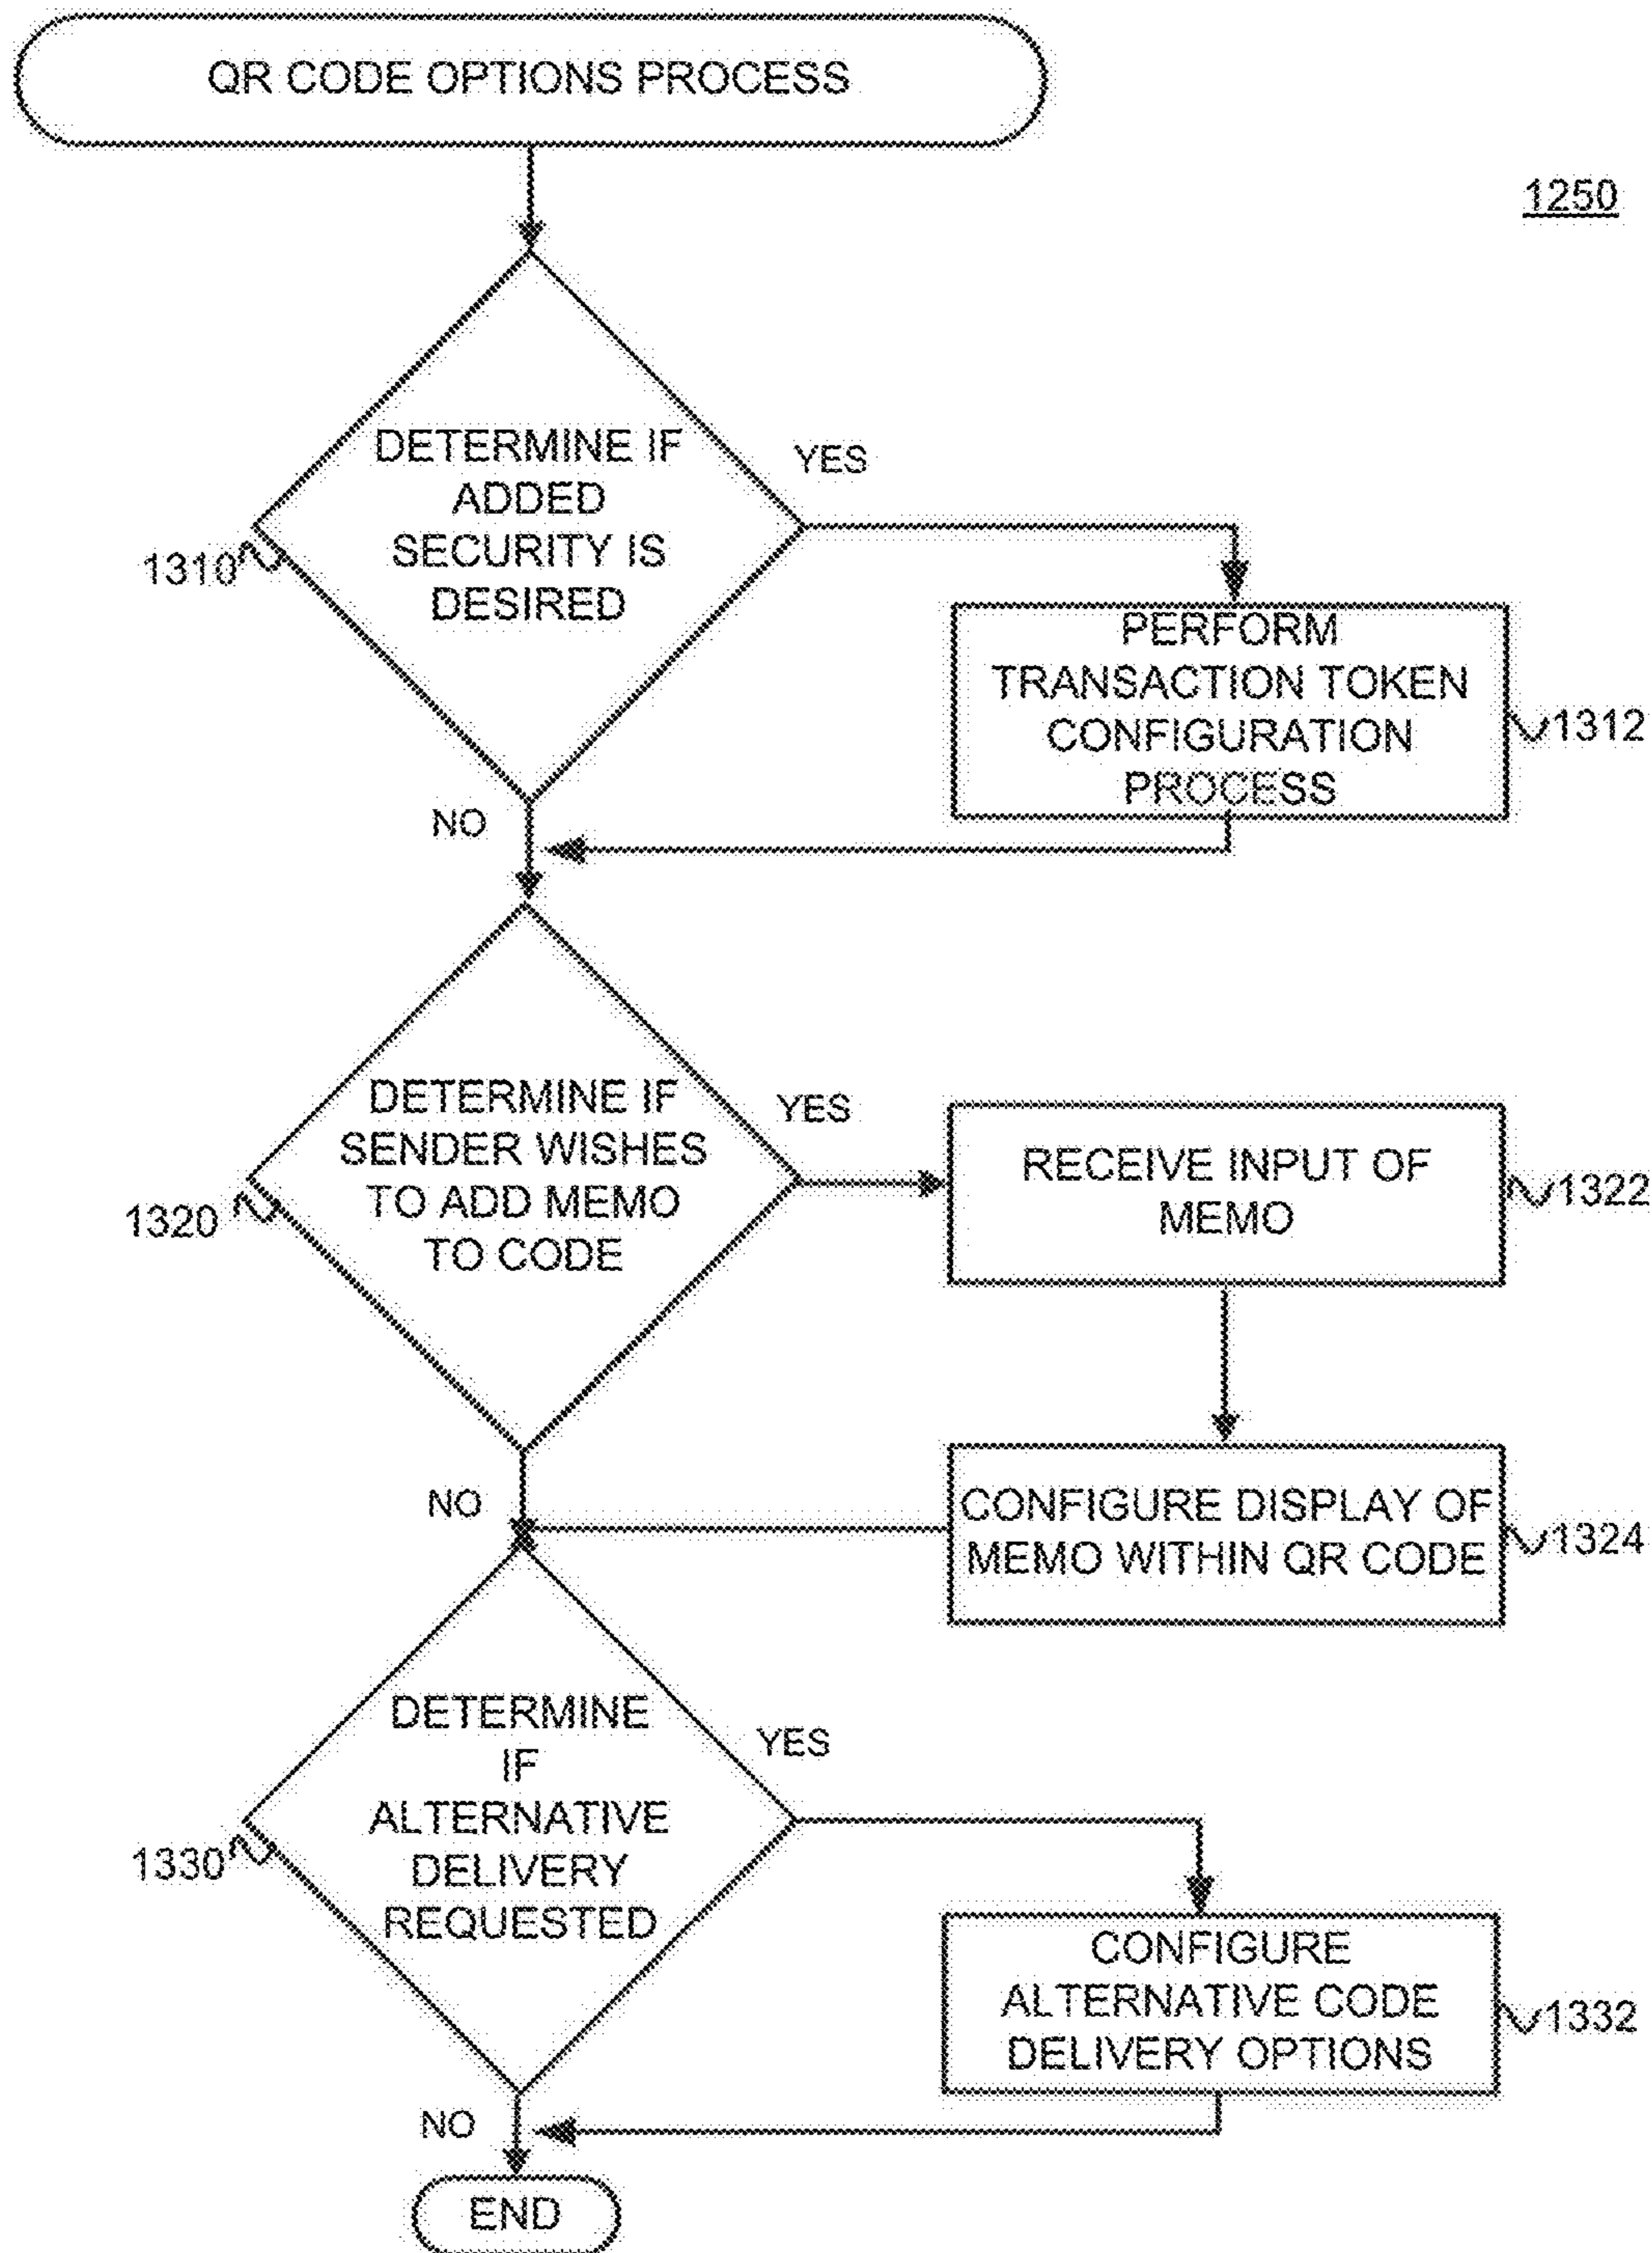 QR CODE OPTIONS PROCESS
1250
DETERMINE IF
ADDED
SECURITY IS
DESIRED
YES
1310
PERFORM
TRANSACTION TOKEN
CONFIGURATION
PROCESS
1312
NO
DETERMINE IF
SENDER WISHES
TO ADD MEMO
TO CODE
YES
1320
RECEIVE INPUT OF
MEMO
1322
NO
CONFIGURE DISPLAY OF
MEMO WITHIN QR CODE
1324
DETERMINE
IF
ALTERNATIVE
DELIVERY
REQUESTED
YES
1330
CONFIGURE
ALTERNATIVE CODE
DELIVERY OPTIONS
1332
NO
END